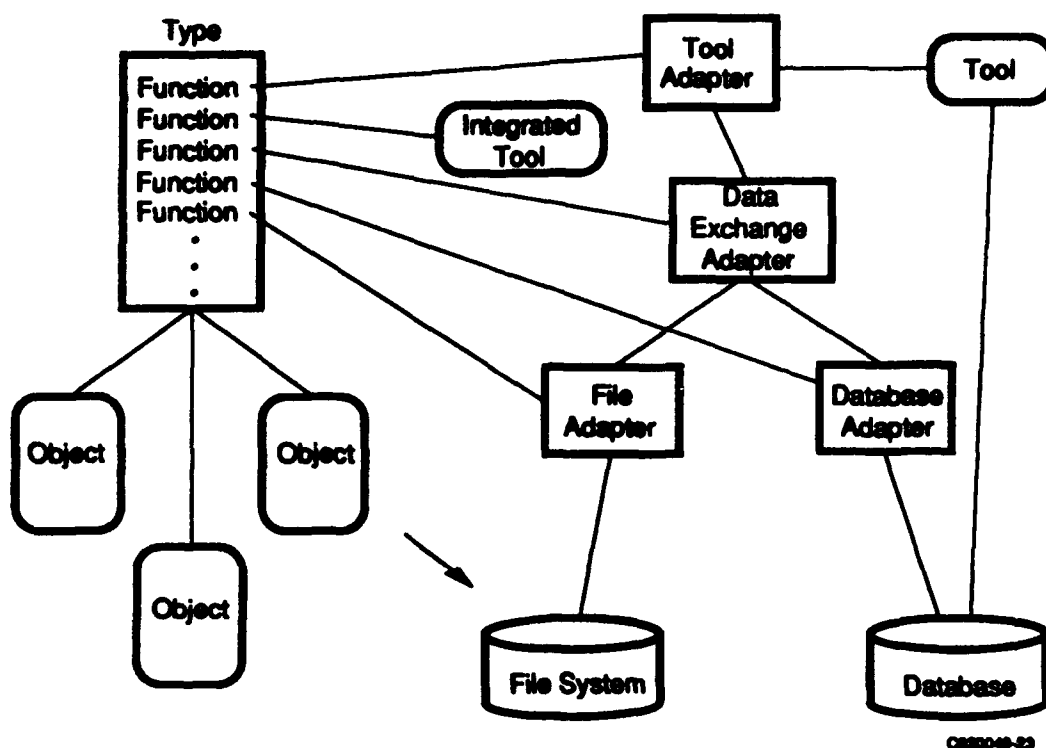 Type
Function
Function
Function
Function
Function
Tool
Adapter
Tool
Integrated
Tool
Data
Exchange
Adapter
File
Adapter
Database
Adapter
Object
Object
Object
File System
Database